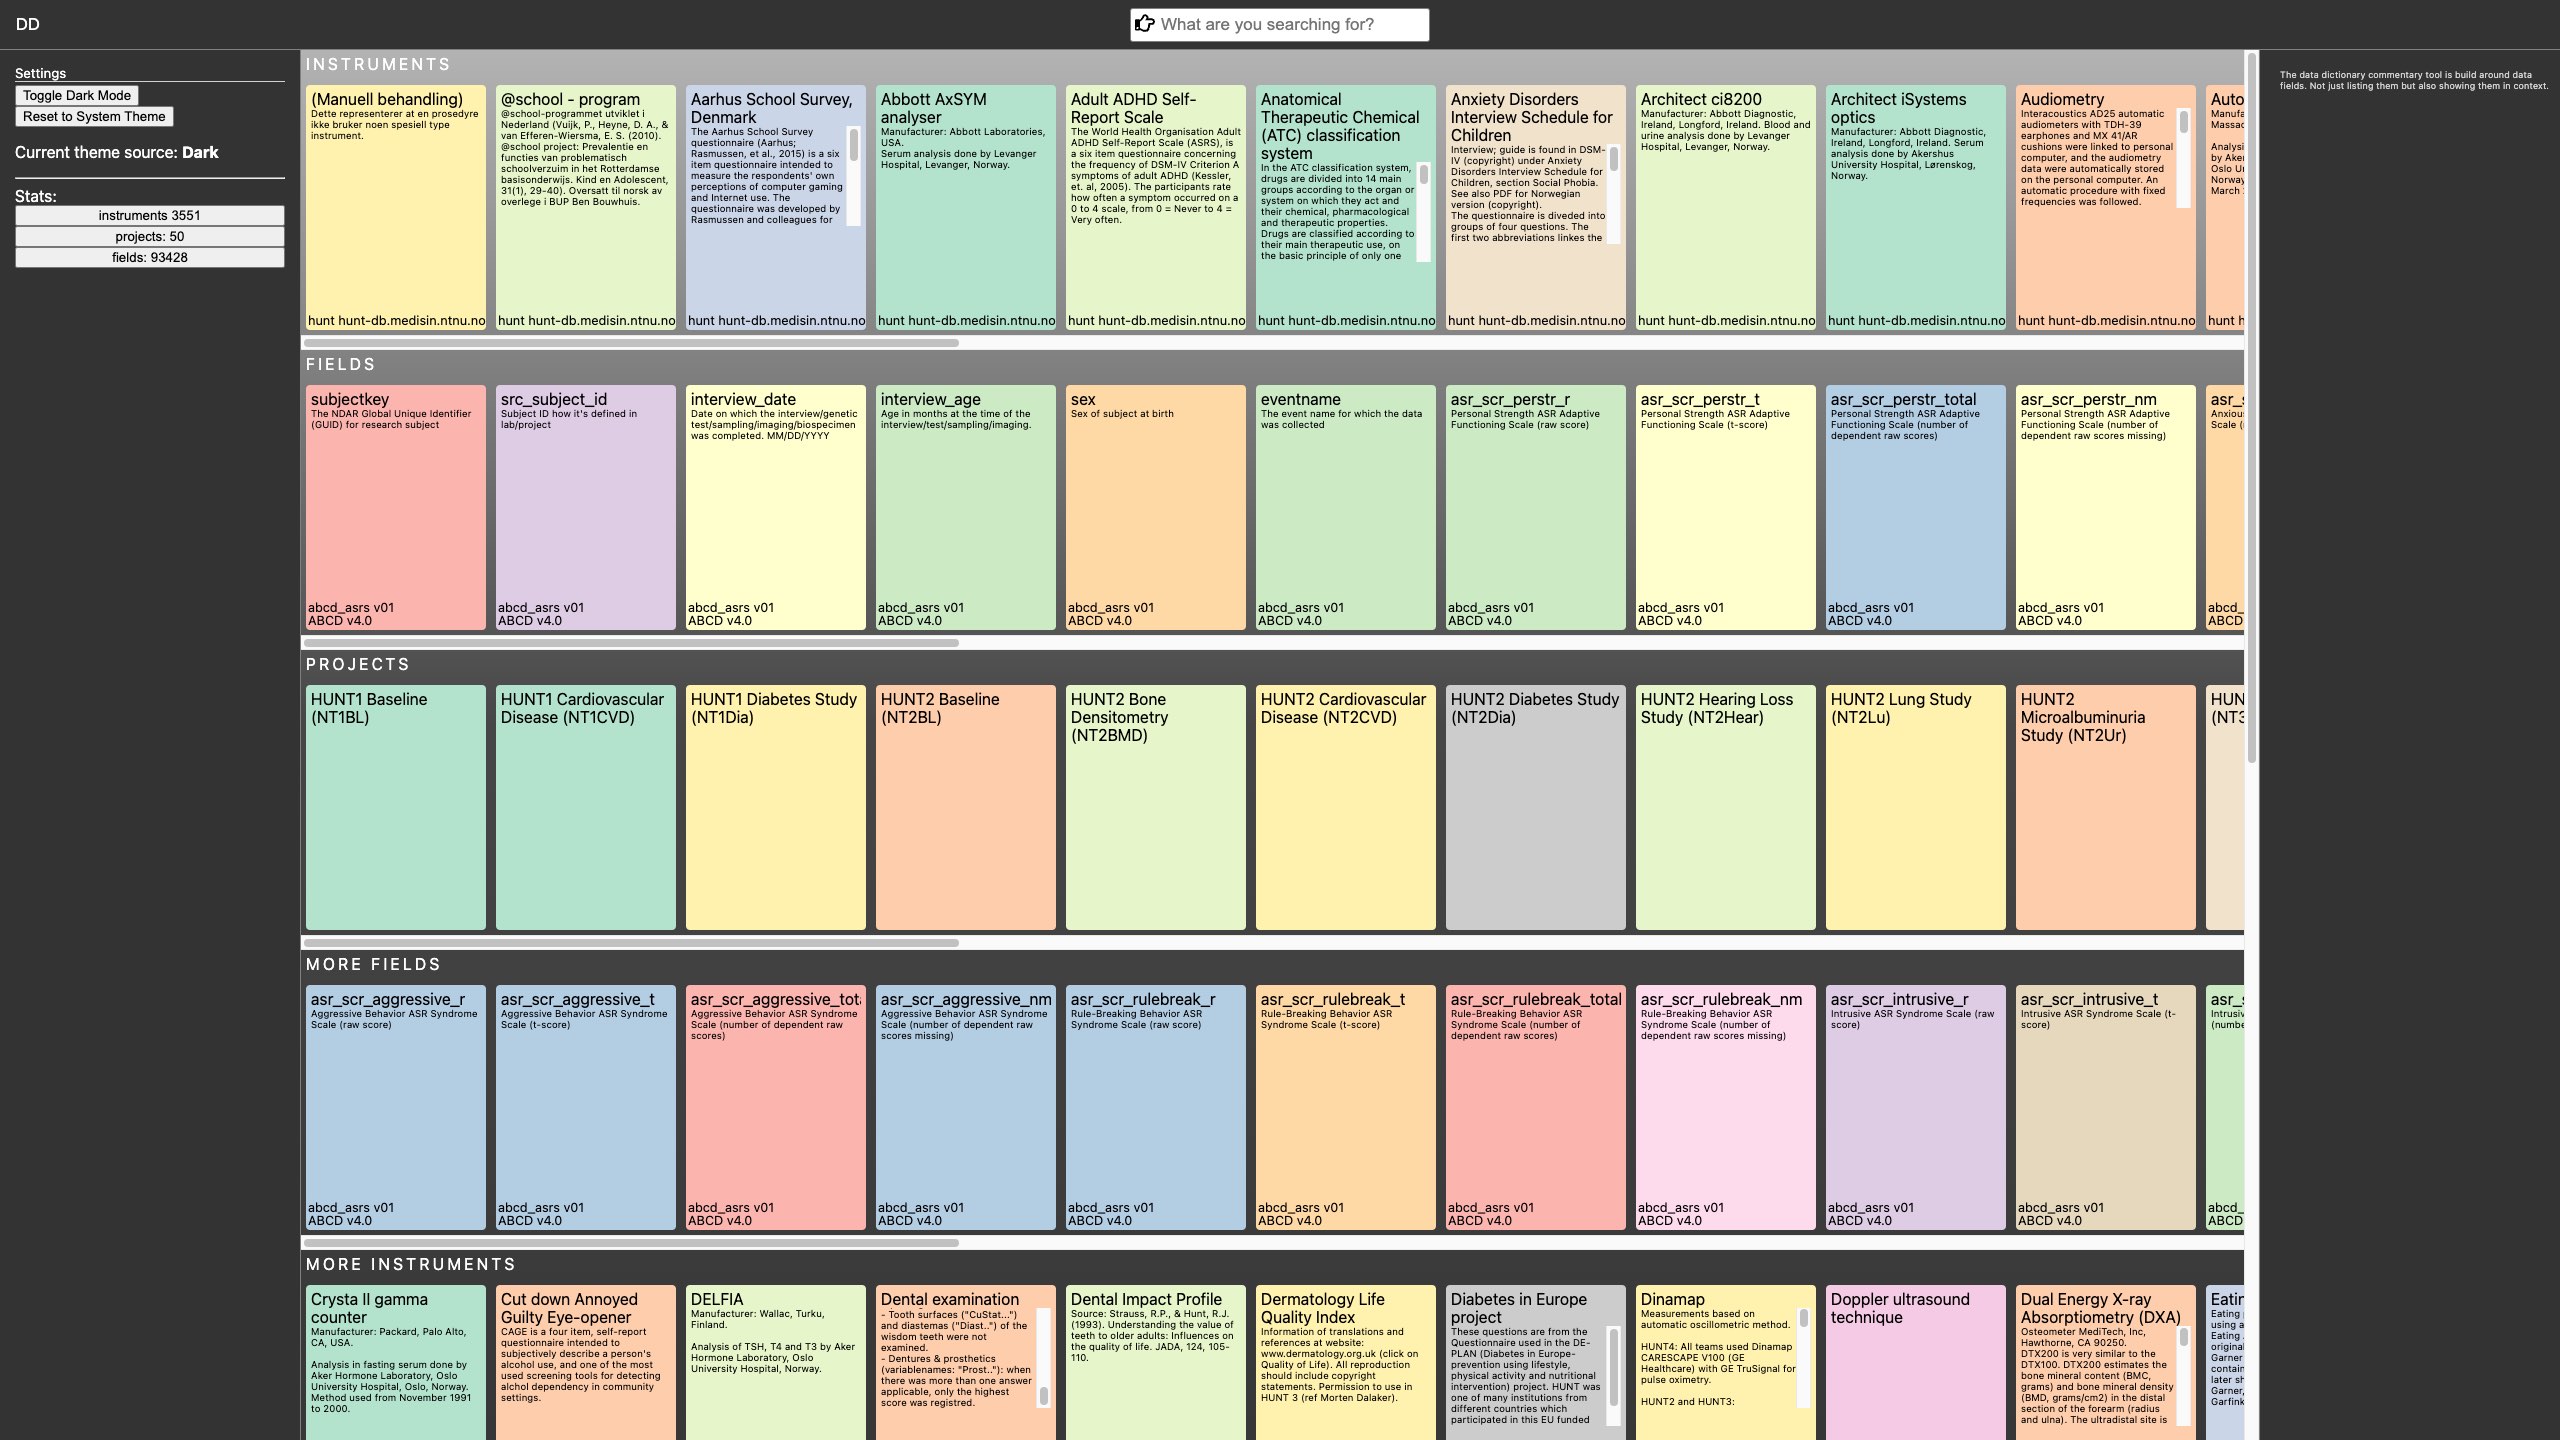 DD
What are you searching for?
Settings
Toggle Dark Mode
Reset to System Theme
Current theme source: Dark
Stats:
instruments 3551
projects: 50
fields: 93428
INSTRUMENTS
(Manuell behandling)
Dette representerer at en prosedyre
ikke bruker noen spesiell type
instrument.
hunt hunt-db.medisin.ntnu.no
@school - program
@school-programmet utviklet i
Nederland (Vuijk, P., Heyne, D. A., &
van Efferen-Wiersma, E. S. (2010).
@school project: Prevalentie en
functies van problematisch
schoolverzuim in het Rotterdamse
basisonderwijs. Kind en Adolescent,
31(1), 29-40). Oversatt til norsk av
overlege i BUP Ben Bouwhuis.
hunt hunt-db.medisin.ntnu.no
Aarhus School Survey,
Denmark
The Aarhus School Survey
questionnaire (Aarhus;
Rasmussen, et al., 2015) is a six
item questionnaire intended to
measure the respondents' own
perceptions of computer gaming
and Internet use. The
questionnaire was developed by
Rasmussen and colleagues for
hunt hunt-db.medisin.ntnu.no
Abbott AxSYM
analyser
Manufacturer: Abbott Laboratories,
USA.
Serum analysis done by Levanger
Hospital, Levanger, Norway.
hunt hunt-db.medisin.ntnu.no
Adult ADHD Self-
Report Scale
The World Health Organisation Adult
ADHD Self-Report Scale (ASRS), is
a six item questionnaire concerning
the frequency of DSM-IV Criterion A
symptoms of adult ADHD (Kessler,
et. al, 2005). The participants rate
how often a symptom occurred on a
0 to 4 scale, from 0 = Never to 4 =
Very often.
hunt hunt-db.medisin.ntnu.no
Anatomical
Therapeutic Chemical
(ATC) classification
system
In the ATC classification system,
drugs are divided into 14 main
groups according to the organ or
system on which they act and
their chemical, pharmacological
and therapeutic properties.
Drugs are classified according to
their main therapeutic use, on
the basic principle of only one
hunt hunt-db.medisin.ntnu.no
Anxiety Disorders
Interview Schedule for
Children
Interview; guide is found in DSM-
IV (copyright) under Anxiety
Disorders Interview Schedule for
Children, section Social Phobia.
See also PDF for Norwegian
version (copyright).
The questionnaire is diveded into
groups of four questions. The
first two abbreviations linkes the
hunt hunt-db.medisin.ntnu.no
Architect ci8200
Manufacturer: Abbott Diagnostic,
Ireland, Longford, Ireland. Blood and
urine analysis done by Levanger
Hospital, Levanger, Norway.
hunt hunt-db.medisin.ntnu.no
Architect iSystems
optics
Manufacturer: Abbott Diagnostic,
Ireland, Longford, Ireland. Serum
analysis done by Akershus
University Hospital, Lørenskog,
Norway.
hunt hunt-db.medisin.ntnu.no
Audiometry
Interacoustics AD25 automatic
audiometers with TDH-39
earphones and MX 41/AR
cushions were linked to personal
computer, and the audiometry
data were automatically stored
on the personal computer. An
automatic procedure with fixed
frequencies was followed.
hunt hunt-db.medisin.ntnu.no
FIELDS
subjectkey
The NDAR Global Unique Identifier
(GUID) for research subject
abcd_asrs v01
ABCD v4.0
src_subject_id
Subject ID how it's defined in
lab/project
abcd_asrs v01
ABCD v4.0
interview_date
Date on which the interview/genetic
test/sampling/imaging/biospecimen
was completed. MM/DD/YYYY
abcd_asrs v01
ABCD v4.0
interview_age
Age in months at the time of the
interview/test/sampling/imaging.
abcd_asrs v01
ABCD v4.0
sex
Sex of subject at birth
abcd_asrs v01
ABCD v4.0
eventname
The event name for which the data
was collected
abcd_asrs v01
ABCD v4.0
asr_scr_perstr_r
Personal Strength ASR Adaptive
Functioning Scale (raw score)
abcd_asrs v01
ABCD v4.0
asr_scr_perstr_t
Personal Strength ASR Adaptive
Functioning Scale (t-score)
abcd_asrs v01
ABCD v4.0
asr_scr_perstr_total
Personal Strength ASR Adaptive
Functioning Scale (number of
dependent raw scores)
abcd_asrs v01
ABCD v4.0
asr_scr_perstr_nm
Personal Strength ASR Adaptive
Functioning Scale (number of
dependent raw scores missing)
abcd_asrs v01
ABCD v4.0
PROJECTS
HUNT1 Baseline
(NT1BL)
HUNT1 Cardiovascular
Disease (NT1CVD)
HUNT1 Diabetes Study
(NT1Dia)
HUNT2 Baseline
(NT2BL)
HUNT2 Bone
Densitometry
(NT2BMD)
HUNT2 Cardiovascular
Disease (NT2CVD)
HUNT2 Diabetes Study
(NT2Dia)
HUNT2 Hearing Loss
Study (NT2Hear)
HUNT2 Lung Study
(NT2Lu)
HUNT2
Microalbuminuria
Study (NT2Ur)
MORE FIELDS
asr_scr_aggressive_r
Aggressive Behavior ASR Syndrome
Scale (raw score)
abcd_asrs v01
ABCD v4.0
asr_scr_aggressive_t
Aggressive Behavior ASR Syndrome
Scale (t-score)
abcd_asrs v01
ABCD v4.0
asr_scr_aggressive_tot
Aggressive Behavior ASR Syndrome
Scale (number of dependent raw
scores)
abcd_asrs v01
ABCD v4.0
asr_scr_aggressive_nm
Aggressive Behavior ASR Syndrome
Scale (number of dependent raw
scores missing)
abcd_asrs v01
ABCD v4.0
asr_scr_rulebreak_r
Rule-Breaking Behavior ASR
Syndrome Scale (raw score)
abcd_asrs v01
ABCD v4.0
asr_scr_rulebreak_t
Rule-Breaking Behavior ASR
Syndrome Scale (t-score)
abcd_asrs v01
ABCD v4.0
asr_scr_rulebreak_total
Rule-Breaking Behavior ASR
Syndrome Scale (number of
dependent raw scores)
abcd_asrs v01
ABCD v4.0
asr_scr_rulebreak_nm
Rule-Breaking Behavior ASR
Syndrome Scale (number of
dependent raw scores missing)
abcd_asrs v01
ABCD v4.0
asr_scr_intrusive_r
Intrusive ASR Syndrome Scale (raw
score)
abcd_asrs v01
ABCD v4.0
asr_scr_intrusive_t
Intrusive ASR Syndrome Scale (t-
score)
abcd_asrs v01
ABCD v4.0
MORE INSTRUMENTS
Crysta II gamma
counter
Manufacturer: Packard, Palo Alto,
CA, USA.
Analysis in fasting serum done by
Aker Hormone Laboratory, Oslo
University Hospital, Oslo, Norway.
Method used from November 1991
to 2000.
Cut down Annoyed
Guilty Eye-opener
CAGE is a four item, self-report
questionnaire intended to
subjectively describe a person's
alcohol use, and one of the most
used screening tools for detecting
alchol dependency in community
settings.
DELFIA
Manufacturer: Wallac, Turku,
Finland.
Analysis of TSH, T4 and T3 by Aker
Hormone Laboratory, Oslo
University Hospital, Norway.
Dental examination
- Tooth surfaces ("CuStat...")
and diastemas ("Diast..") of the
wisdom teeth were not
examined.
- Dentures & prosthetics
(variablenames: "Prost.."): when
there was more than one answer
applicable, only the highest
score was registred.
Dental Impact Profile
Source: Strauss, R.P., & Hunt, R.J.
(1993). Understanding the value of
teeth to older adults: Influences on
the quality of life. JADA, 124, 105-
110.
Dermatology Life
Quality Index
Information of translations and
references at website:
www.dermatology.org.uk (click on
Quality of Life). All reproduction
should include copyright
statements. Permission to use in
HUNT 3 (ref Morten Dalaker).
Diabetes in Europe
project
These questions are from the
Questionnaire used in the DE-
PLAN (Diabetes in Europe-
prevention using lifestyle,
physical activity and nutritional
intervention) project. HUNT was
one of many institutions from
different countries which
participated in this EU funded
Dinamap
Measurements based on
automatic oscillometric method.
HUNT4: All teams used Dinamap
CARESCAPE V100 (GE
Healthcare) with GE TruSignal for
pulse oximetry.
HUNT2 and HUNT3:
Doppler ultrasound
technique
Dual Energy X-ray
Absorptiometry (DXA)
Osteometer MediTech, Inc,
Hawthorne, CA 90250.
DTX200 is very similar to the
DTX100. DTX200 estimates the
bone mineral content (BMC,
grams) and bone mineral density
(BMD, grams/cm2) in the distal
section of the forearm (radius
and ulna). The ultradistal site is
The data dictionary commentary tool is build around data
fields. Not just listing them but also showing them in context.